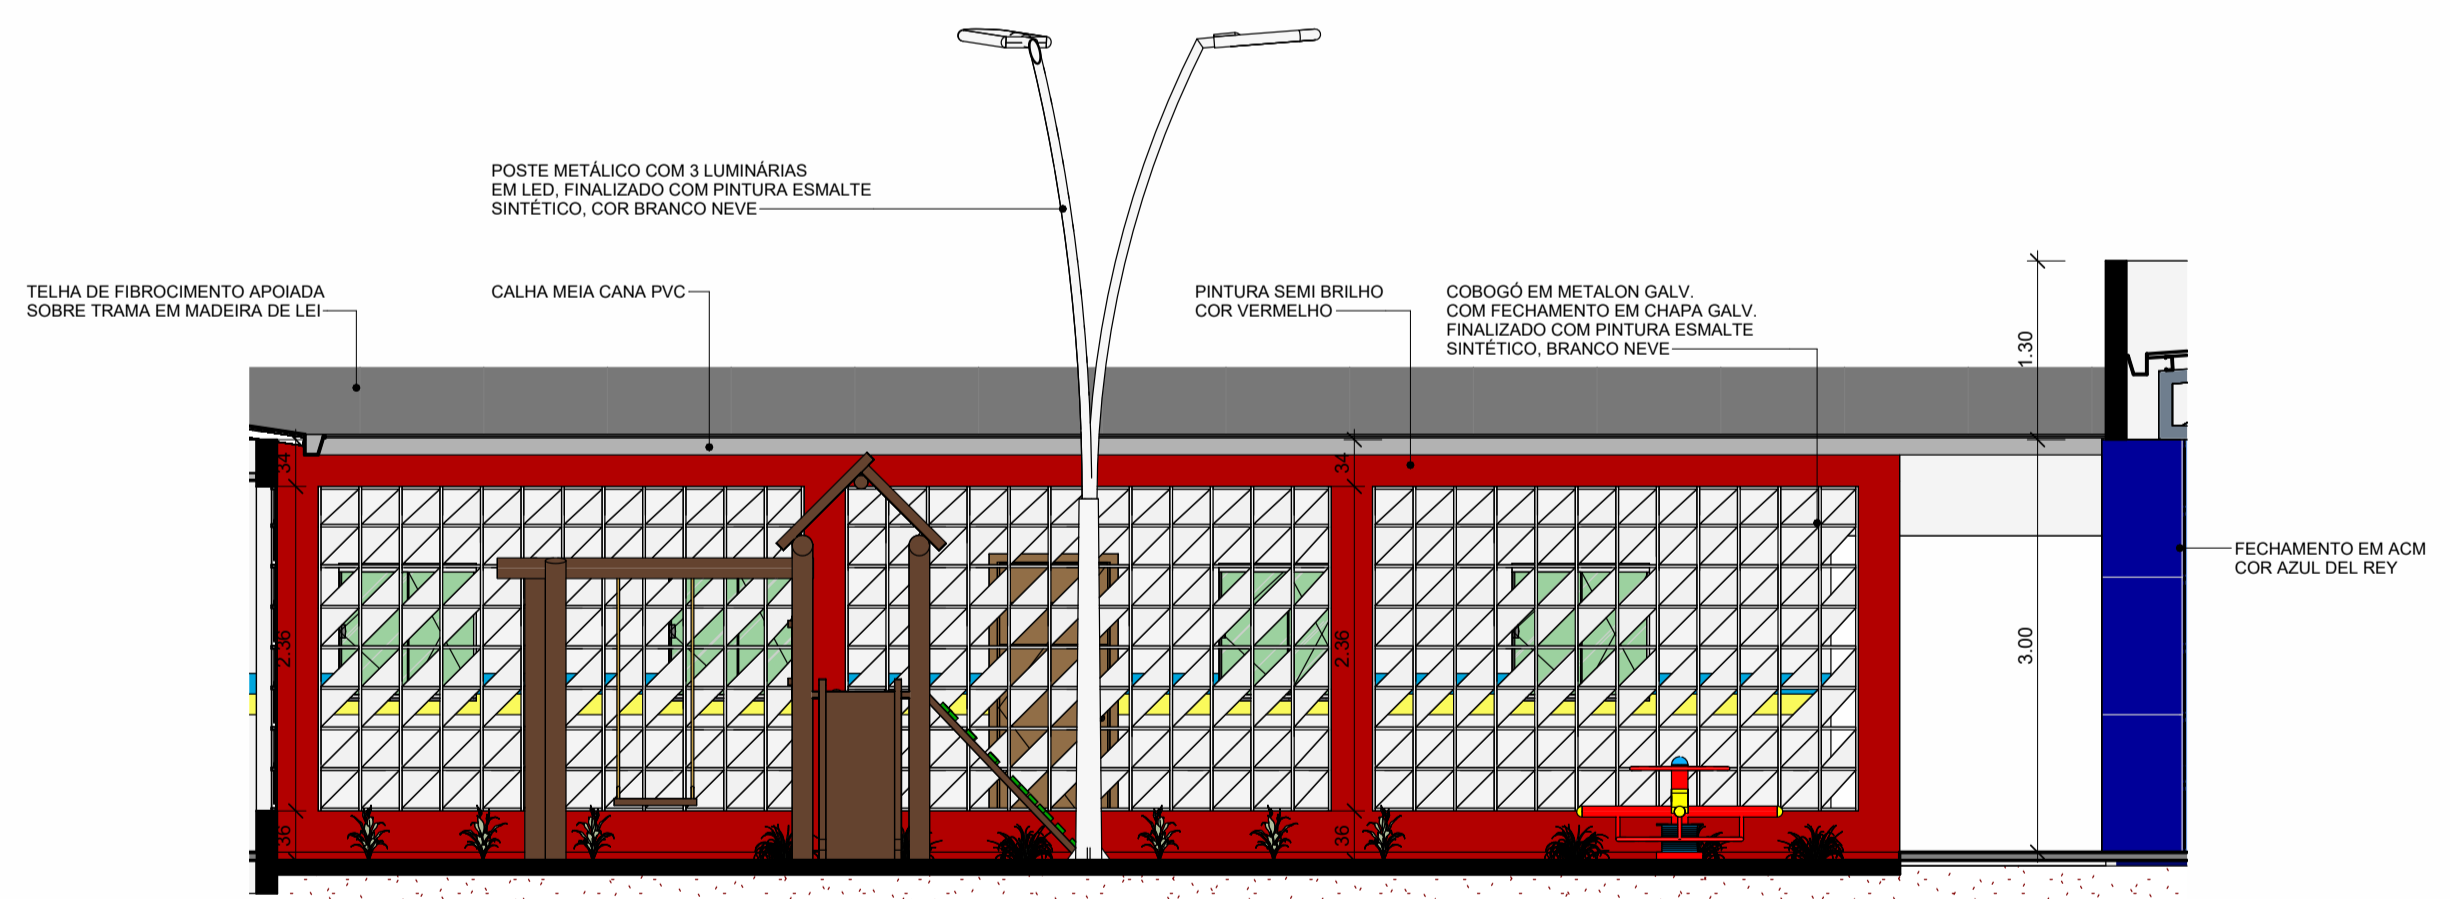 POSTE METÁLICO COM 3 LUMINÁRIAS
EM LED, FINALIZADO COM PINTURA ESMALTE
SINTÉTICO, COR BRANCO NEVE
TELHA DE FIBROCIMENTO APOIADA
SOBRE TRAMA EM MADEIRA DE LEI
CALHA MEIA CANA PVC
PINTURA SEMI BRILHO
COR VERMELHO
COBOGÓ EM METALON GALV.
COM FECHAMENTO EM CHAPA GALV.
FINALIZADO COM PINTURA ESMALTE
SINTÉTICO, BRANCO NEVE
1.30
34
34
2.36
2.36
3.00
FECHAMENTO EM ACM
COR AZUL DEL REY
36
36